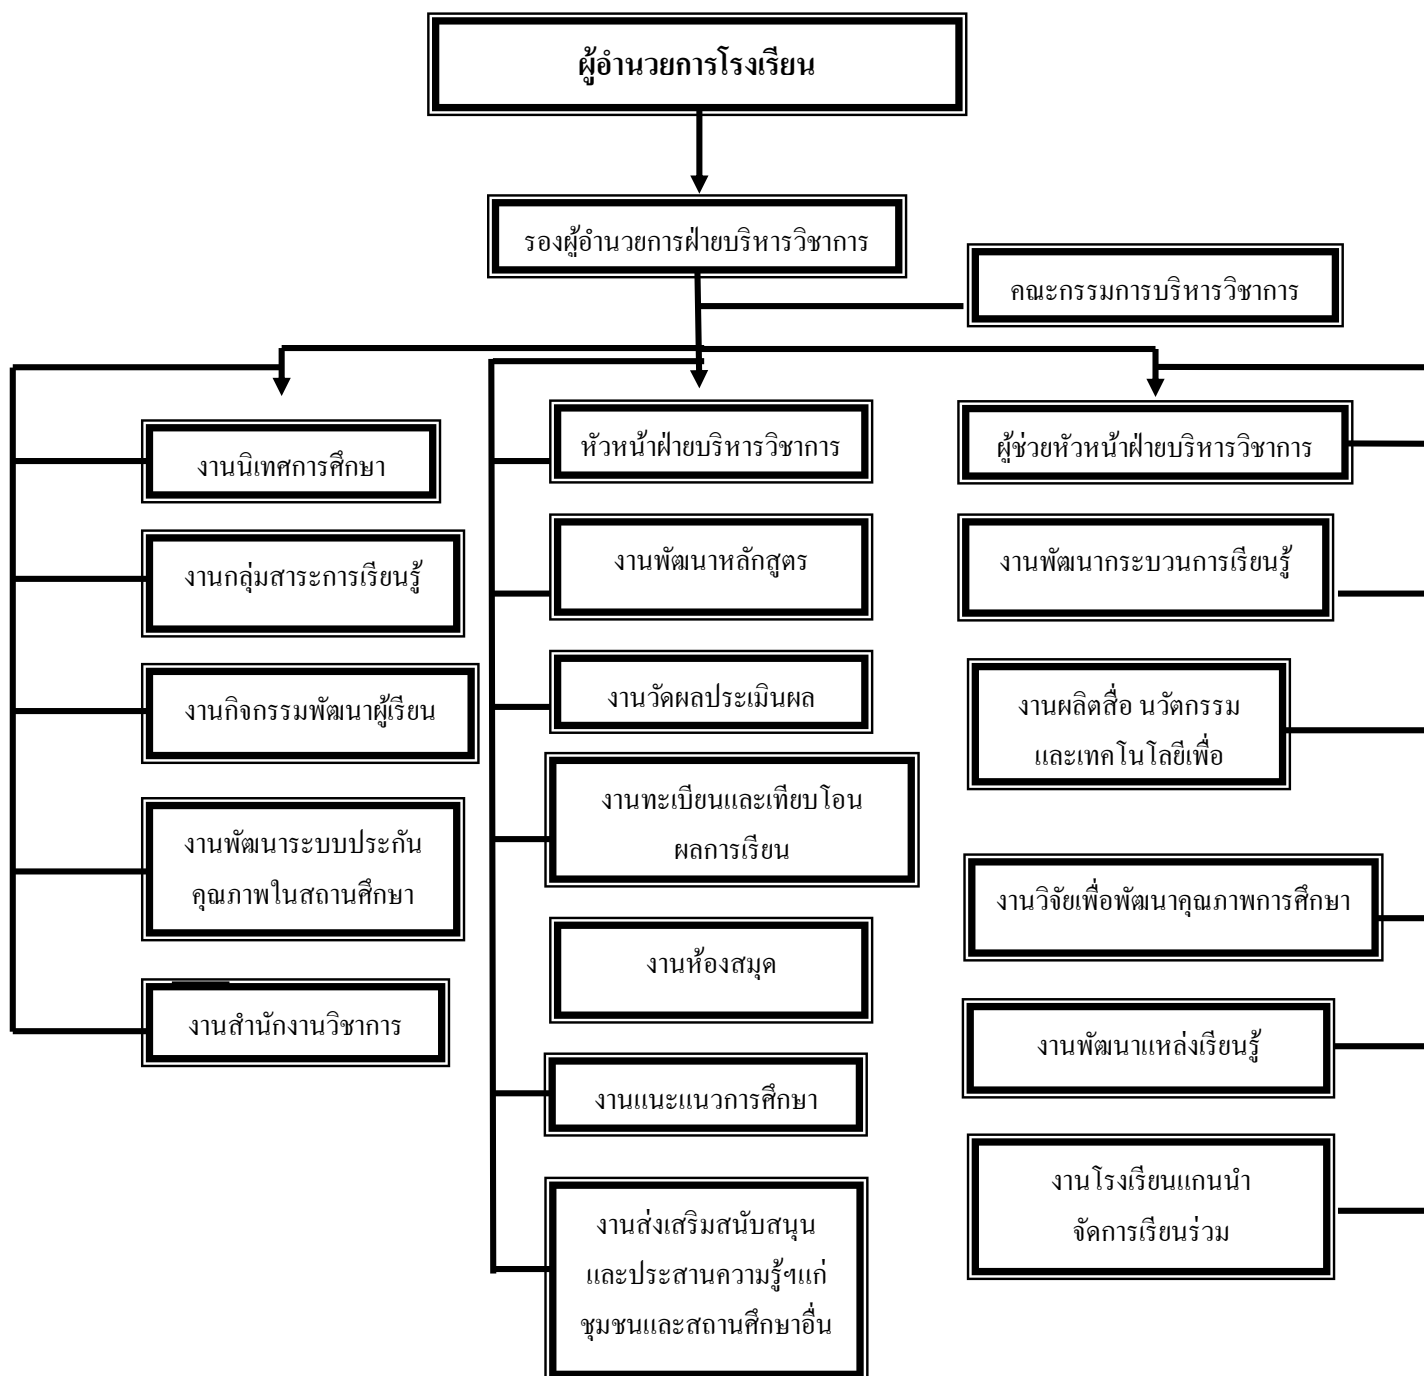 ผู้อำนวยการโรงเรียน
รองผู้อำนวยการฝ่ายบริหารวิชาการ
คณะกรรมการบริหารวิชาการ
งานนิเทศการศึกษา
งานกลุ่มสาระการเรียนรู้
งานกิจกรรมพัฒนาผู้เรียน
งานพัฒนาระบบประกัน
คุณภาพในสถานศึกษา
งานสำนักงานวิชาการ
หัวหน้าฝ่ายบริหารวิชาการ
งานพัฒนาหลักสูตร
งานวัดผลประเมินผล
งานทะเบียนและเทียบโอน
ผลการเรียน
งานห้องสมุด
งานแนะแนวการศึกษา
งานส่งเสริมสนับสนุน
และประสานความรู้ฯแก่
ชุมชนและสถานศึกษาอื่น
ผู้ช่วยหัวหน้าฝ่ายบริหารวิชาการ
งานพัฒนากระบวนการเรียนรู้
งานผลิตสื่อ นวัตกรรม
และเทคโนโลยีเพื่อ
งานวิจัยเพื่อพัฒนาคุณภาพการศึกษา
งานพัฒนาแหล่งเรียนรู้
งานโรงเรียนแกนนำ
จัดการเรียนร่วม